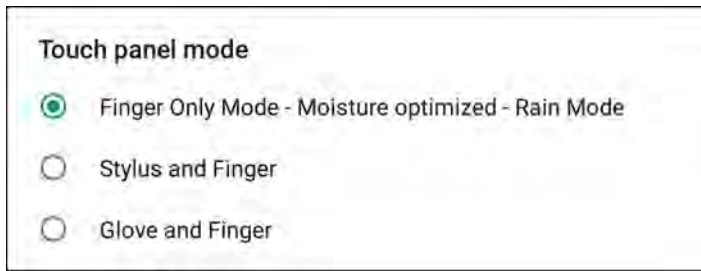 Touch panel mode
Finger Only Mode - Moisture optimized - Rain Mode
Stylus and Finger
Glove and Finger